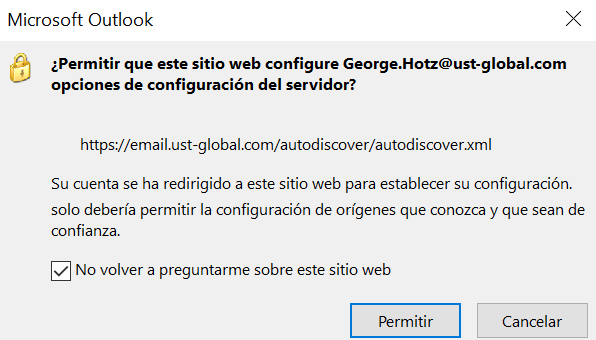 Microsoft Outlook
¿Permitir que este sitio web configure George.Hotz@ust-global.com
opciones de configuración del servidor?
https://email.ust-global.com/autodiscover/autodiscover.xml
Su cuenta se ha redirigido a este sitio web para establecer su configuración.
solo debería permitir la configuración de orígenes que conozca y que sean de
confianza.
No volver a preguntarme sobre este sitio web
Permitir
Cancelar